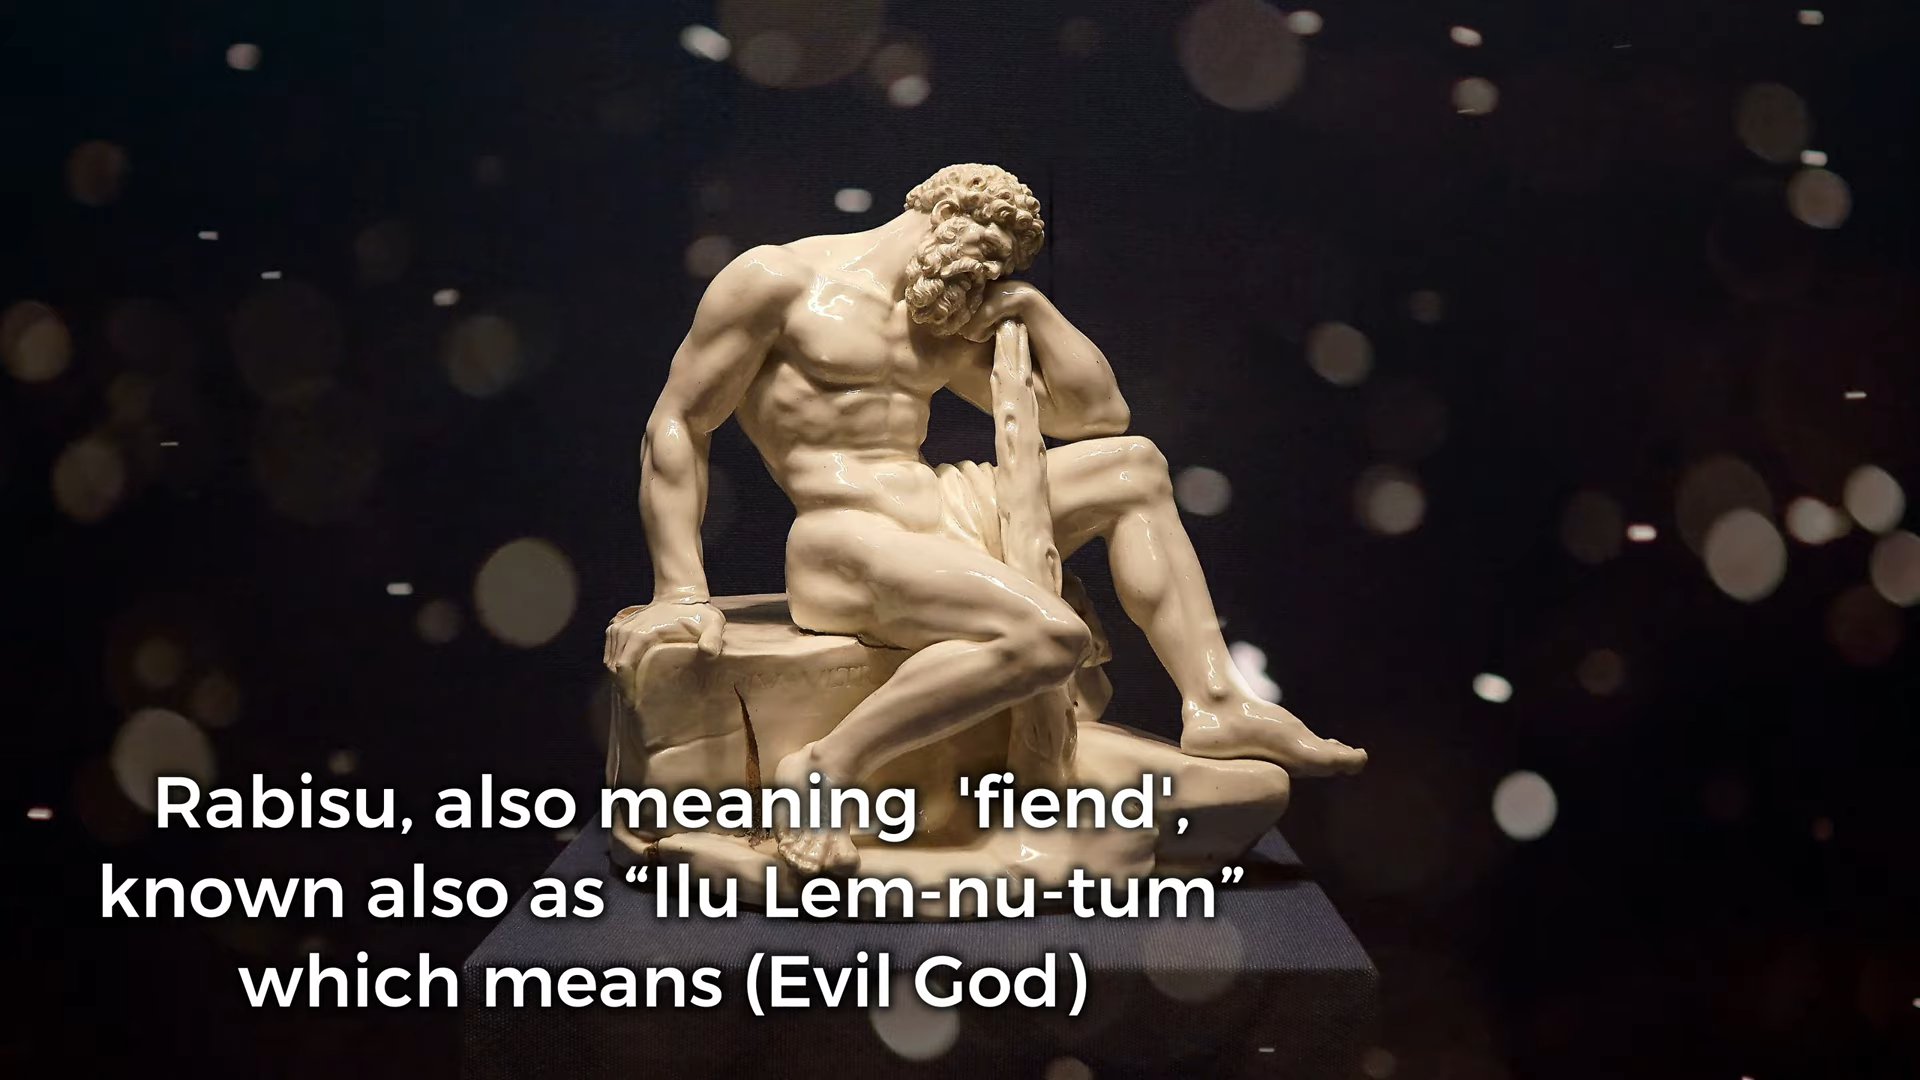 Rabisu, also meaning  'fiend',
known also as “Ilu Lem-nu-tum”
which means (Evil God)